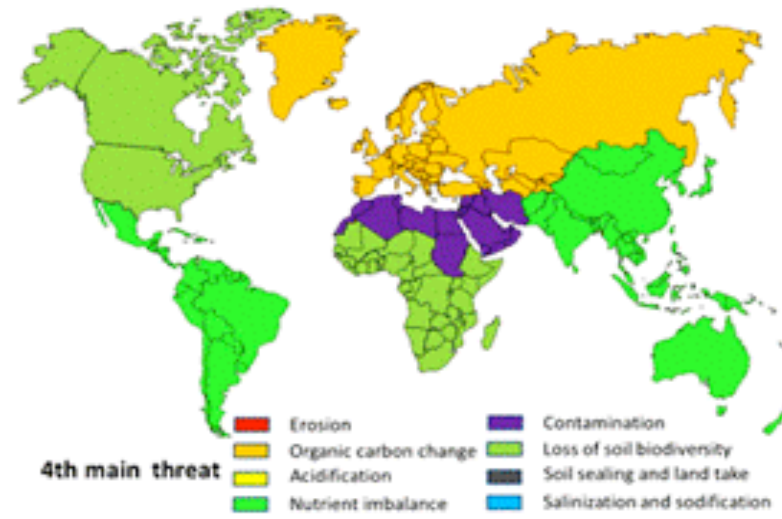 Erosion
Contamination
Organic carbon change
Loss of soil biodiversity
4th main threat
Acidification
Soil sealing and land take
Nutrient imbalance
Salinization and sodification